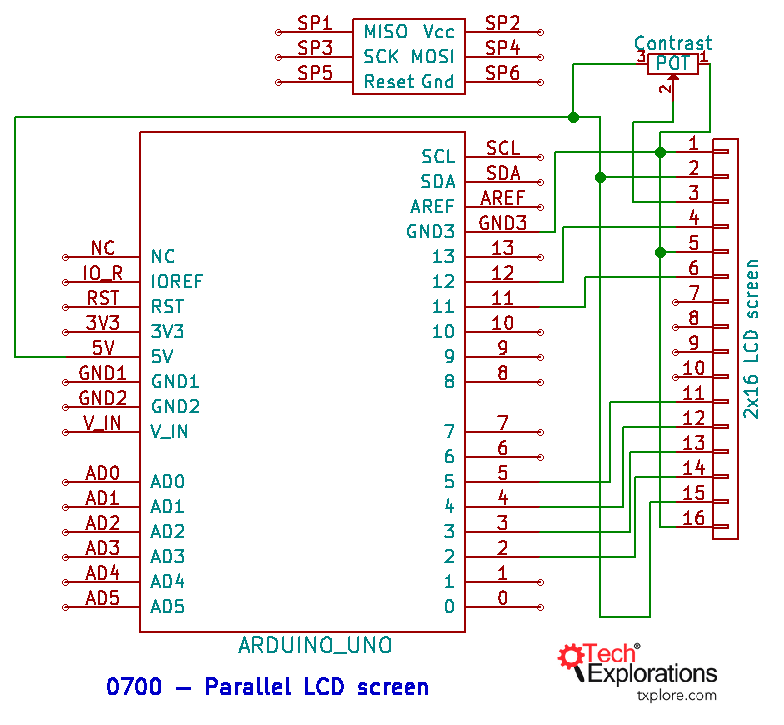 SP1 MISO Vcc SP2
SP3 SCK MOSI SP4
SP5 Reset Gnd SP6
Contrast
3 POT 1
2
SCL SCL
SDA SDA
AREF AREF
GND3 GND3
NC NC 13 13
IO_R IOREF 12 12
RST RST 11 11
3V3 3V3 10 10
5V 5V 9 9
GND1 GND1 8 8
GND2 GND2
V_IN V_IN 7 7
6 6
AD0 AD0 5 5
AD1 AD1 4 4
AD2 AD2 3 3
AD3 AD3 2 2
AD4 AD4 1 1
AD5 AD5 0 0
ARDUINO_UNO
1
2
3
4
5
6
7
8
9
10
11
12
13
14
15
16
2x16 LCD screen
0700 – Parallel LCD screen
Tech®
Explorations
txplore.com